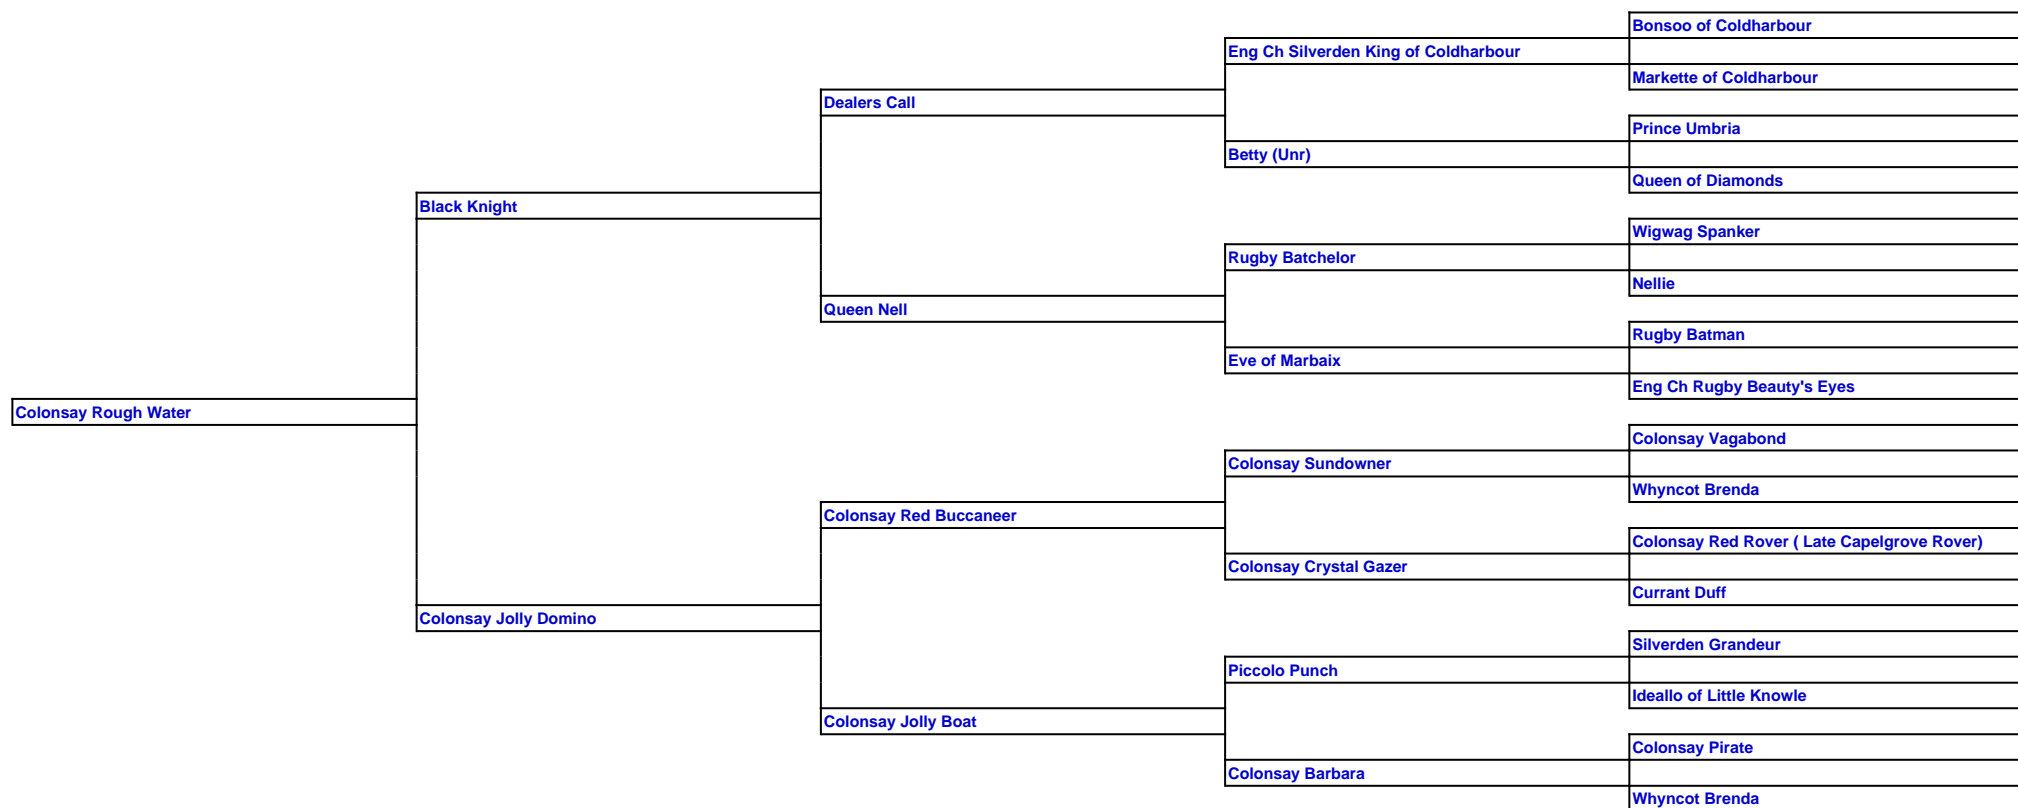 Bonsoo of Coldharbour
Eng Ch Silverden King of Coldharbour
Markette of Coldharbour
Dealers Call
Prince Umbria
Betty (Unr)
Queen of Diamonds
Black Knight
Wigwag Spanker
Rugby Batchelor
Nellie
Queen Nell
Rugby Batman
Eve of Marbaix
Eng Ch Rugby Beauty's Eyes
Colonsay Rough Water
Colonsay Vagabond
Colonsay Sundowner
Whyncot Brenda
Colonsay Red Buccaneer
Colonsay Red Rover ( Late Capelgrove Rover)
Colonsay Crystal Gazer
Currant Duff
Colonsay Jolly Domino
Silverden Grandeur
Piccolo Punch
Ideallo of Little Knowle
Colonsay Jolly Boat
Colonsay Pirate
Colonsay Barbara
Whyncot Brenda